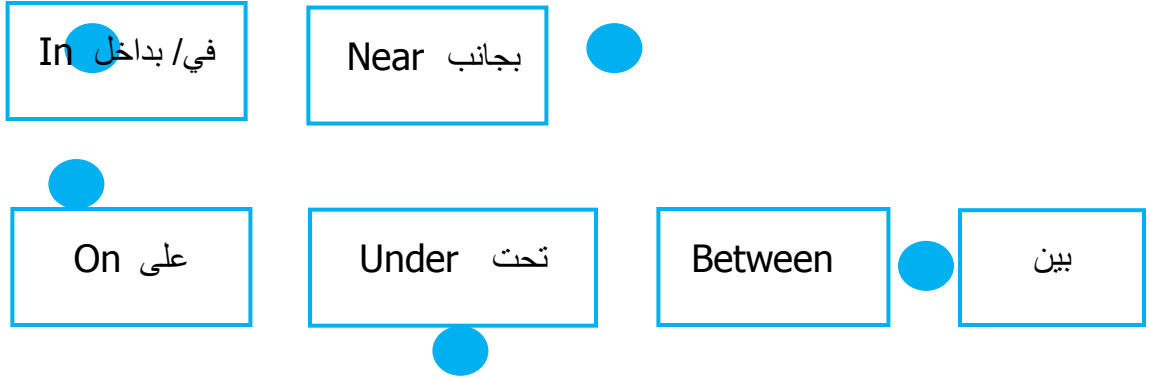 In في/ بداخل
Near بجانب
On على
Under تحت
Between
بين